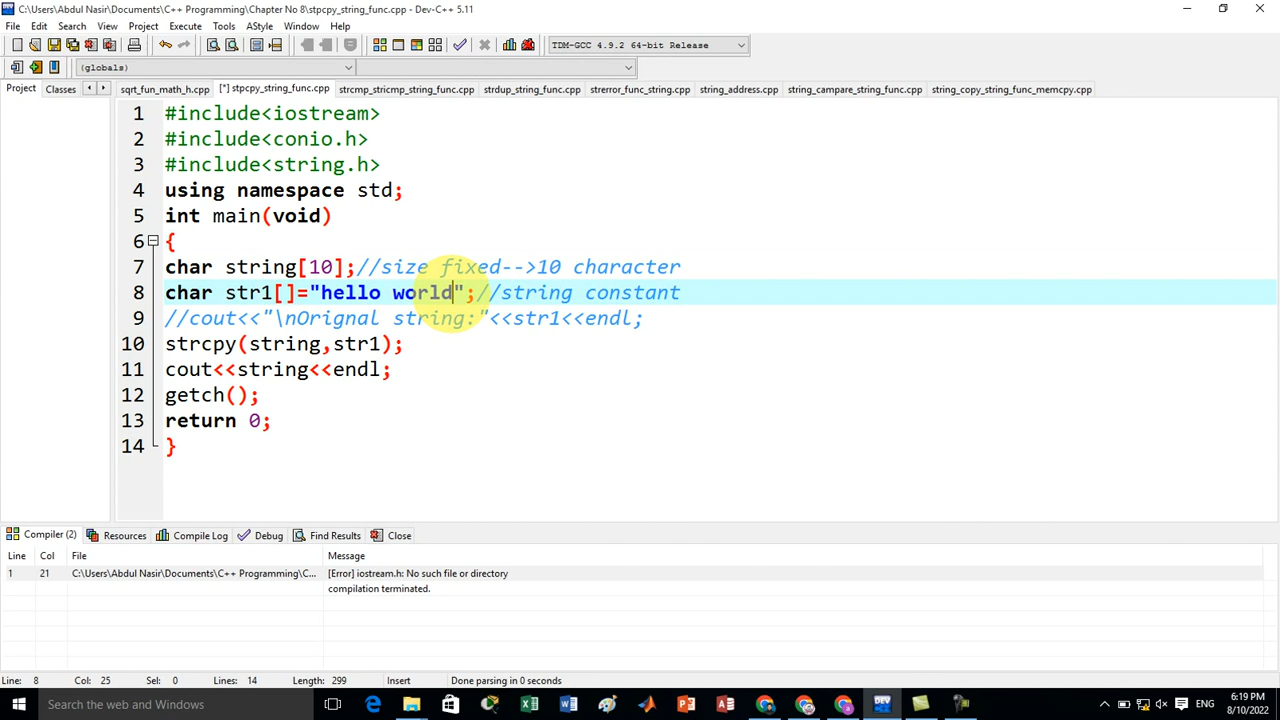 C:\Users\Abdul Nasir\Documents\C++ Programming\Chapter No 8\stpcpy_string_func.cpp - Dev-C++ 5.11
File Edit Search View Project Execute Tools AStyle Window Help
TDM-GCC 4.9.2 64-bit Release
(globals)
Project Classes sqrt_fun_math_h.cpp [*] stpcpy_string_func.cpp strcmp_stricmp_string_func.cpp strdup_string_func.cpp strerror_func_string.cpp string_address.cpp string_campare_string_func.cpp string_copy_string_func_memcpy.cpp
1 #include<iostream>
2 #include<conio.h>
3 #include<string.h>
4 using namespace std;
5 int main(void)
6 {
7 char string[10];//size fixed-->10 character
8 char str1[]="hello world";//string constant
9 //cout<<"\nOrignal string:"<<str1<<endl;
10 strcpy(string,str1);
11 cout<<string<<endl;
12 getch();
13 return 0;
14 }
Compiler (2) Resources Compile Log Debug Find Results Close
Line Col File Message
1 21 C:\Users\Abdul Nasir\Documents\C++ Programming\C... [Error] iostream.h: No such file or directory
compilation terminated.
Line: 8 Col: 25 Sel: 0 Lines: 14 Length: 299 Insert Done parsing in 0 seconds
Search the web and Windows
ENG
6:19 PM
8/10/2022